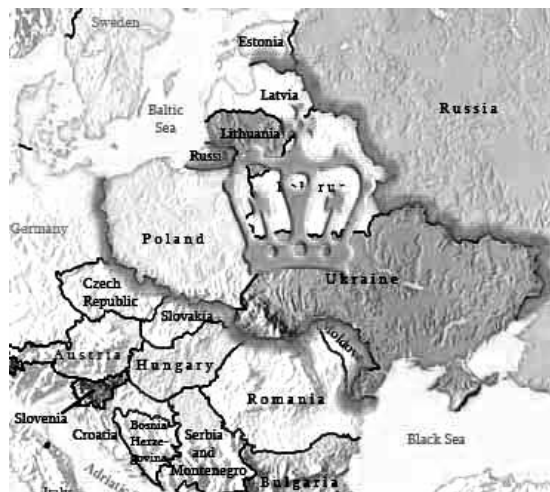 Sweden
Estonia
Baltic
Sea
Latvia
Russia
Lithuania
Russi
Germany
Poland
Ukraine
Czech
Republic
Slovakia
Austria
Hungary
Romania
Slovenia
Croatia
Bosnia
Herze-
govina
Serbia
and
Montenegro
Black Sea
Bulgaria
Adriatic